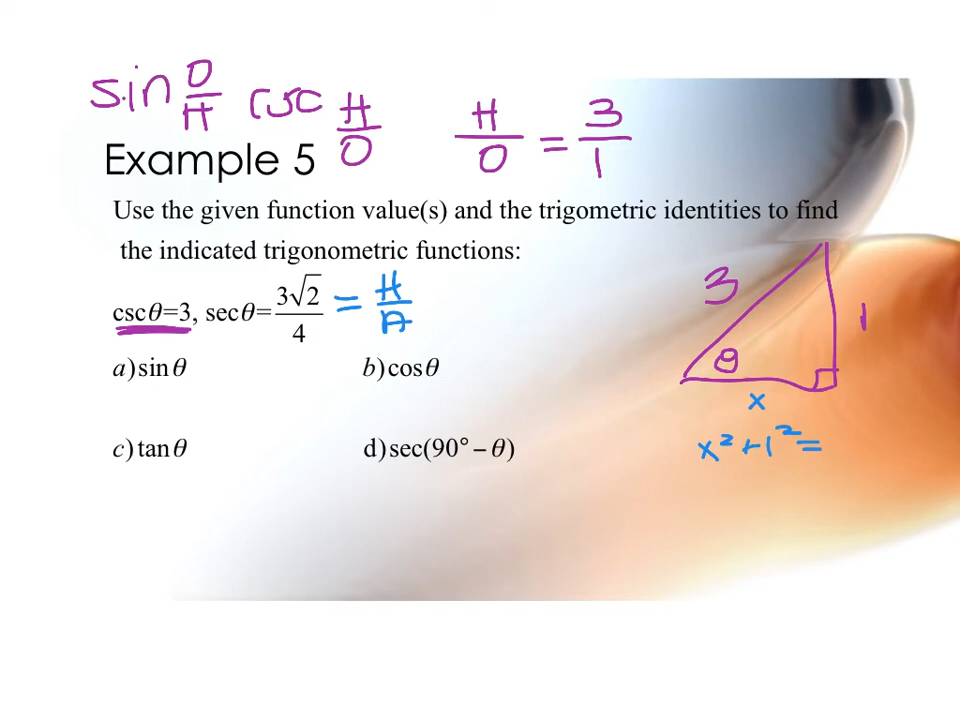 sin O/H csc H/O H/O = 3/1
Example 5
Use the given function value(s) and the trigometric identities to find
the indicated trigonometric functions:
cscθ=3, secθ=3√2/4 = H/A
3
1
θ
a)sinθ b)cosθ
x
c)tanθ d)sec(90°−θ)
x²+1²=